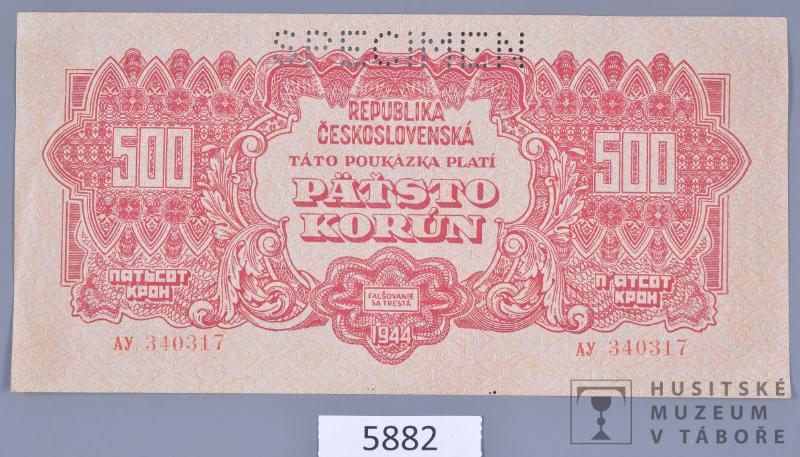 SPECIMEN
REPUBLIKA
ČESKOSLOVENSKÁ
TÁTO POUKÁZKA PLATÍ
PÄŤSTO
KORÚN
500
500
ПЯТЬСОТ
КРОН
П'ЯТСОТ
КРОН
FALŠOVANIE
SA TRESTÁ
1944
АУ 340317
АУ 340317
5882
HUSITSKÉ
MUZEUM
V TÁBOŘE